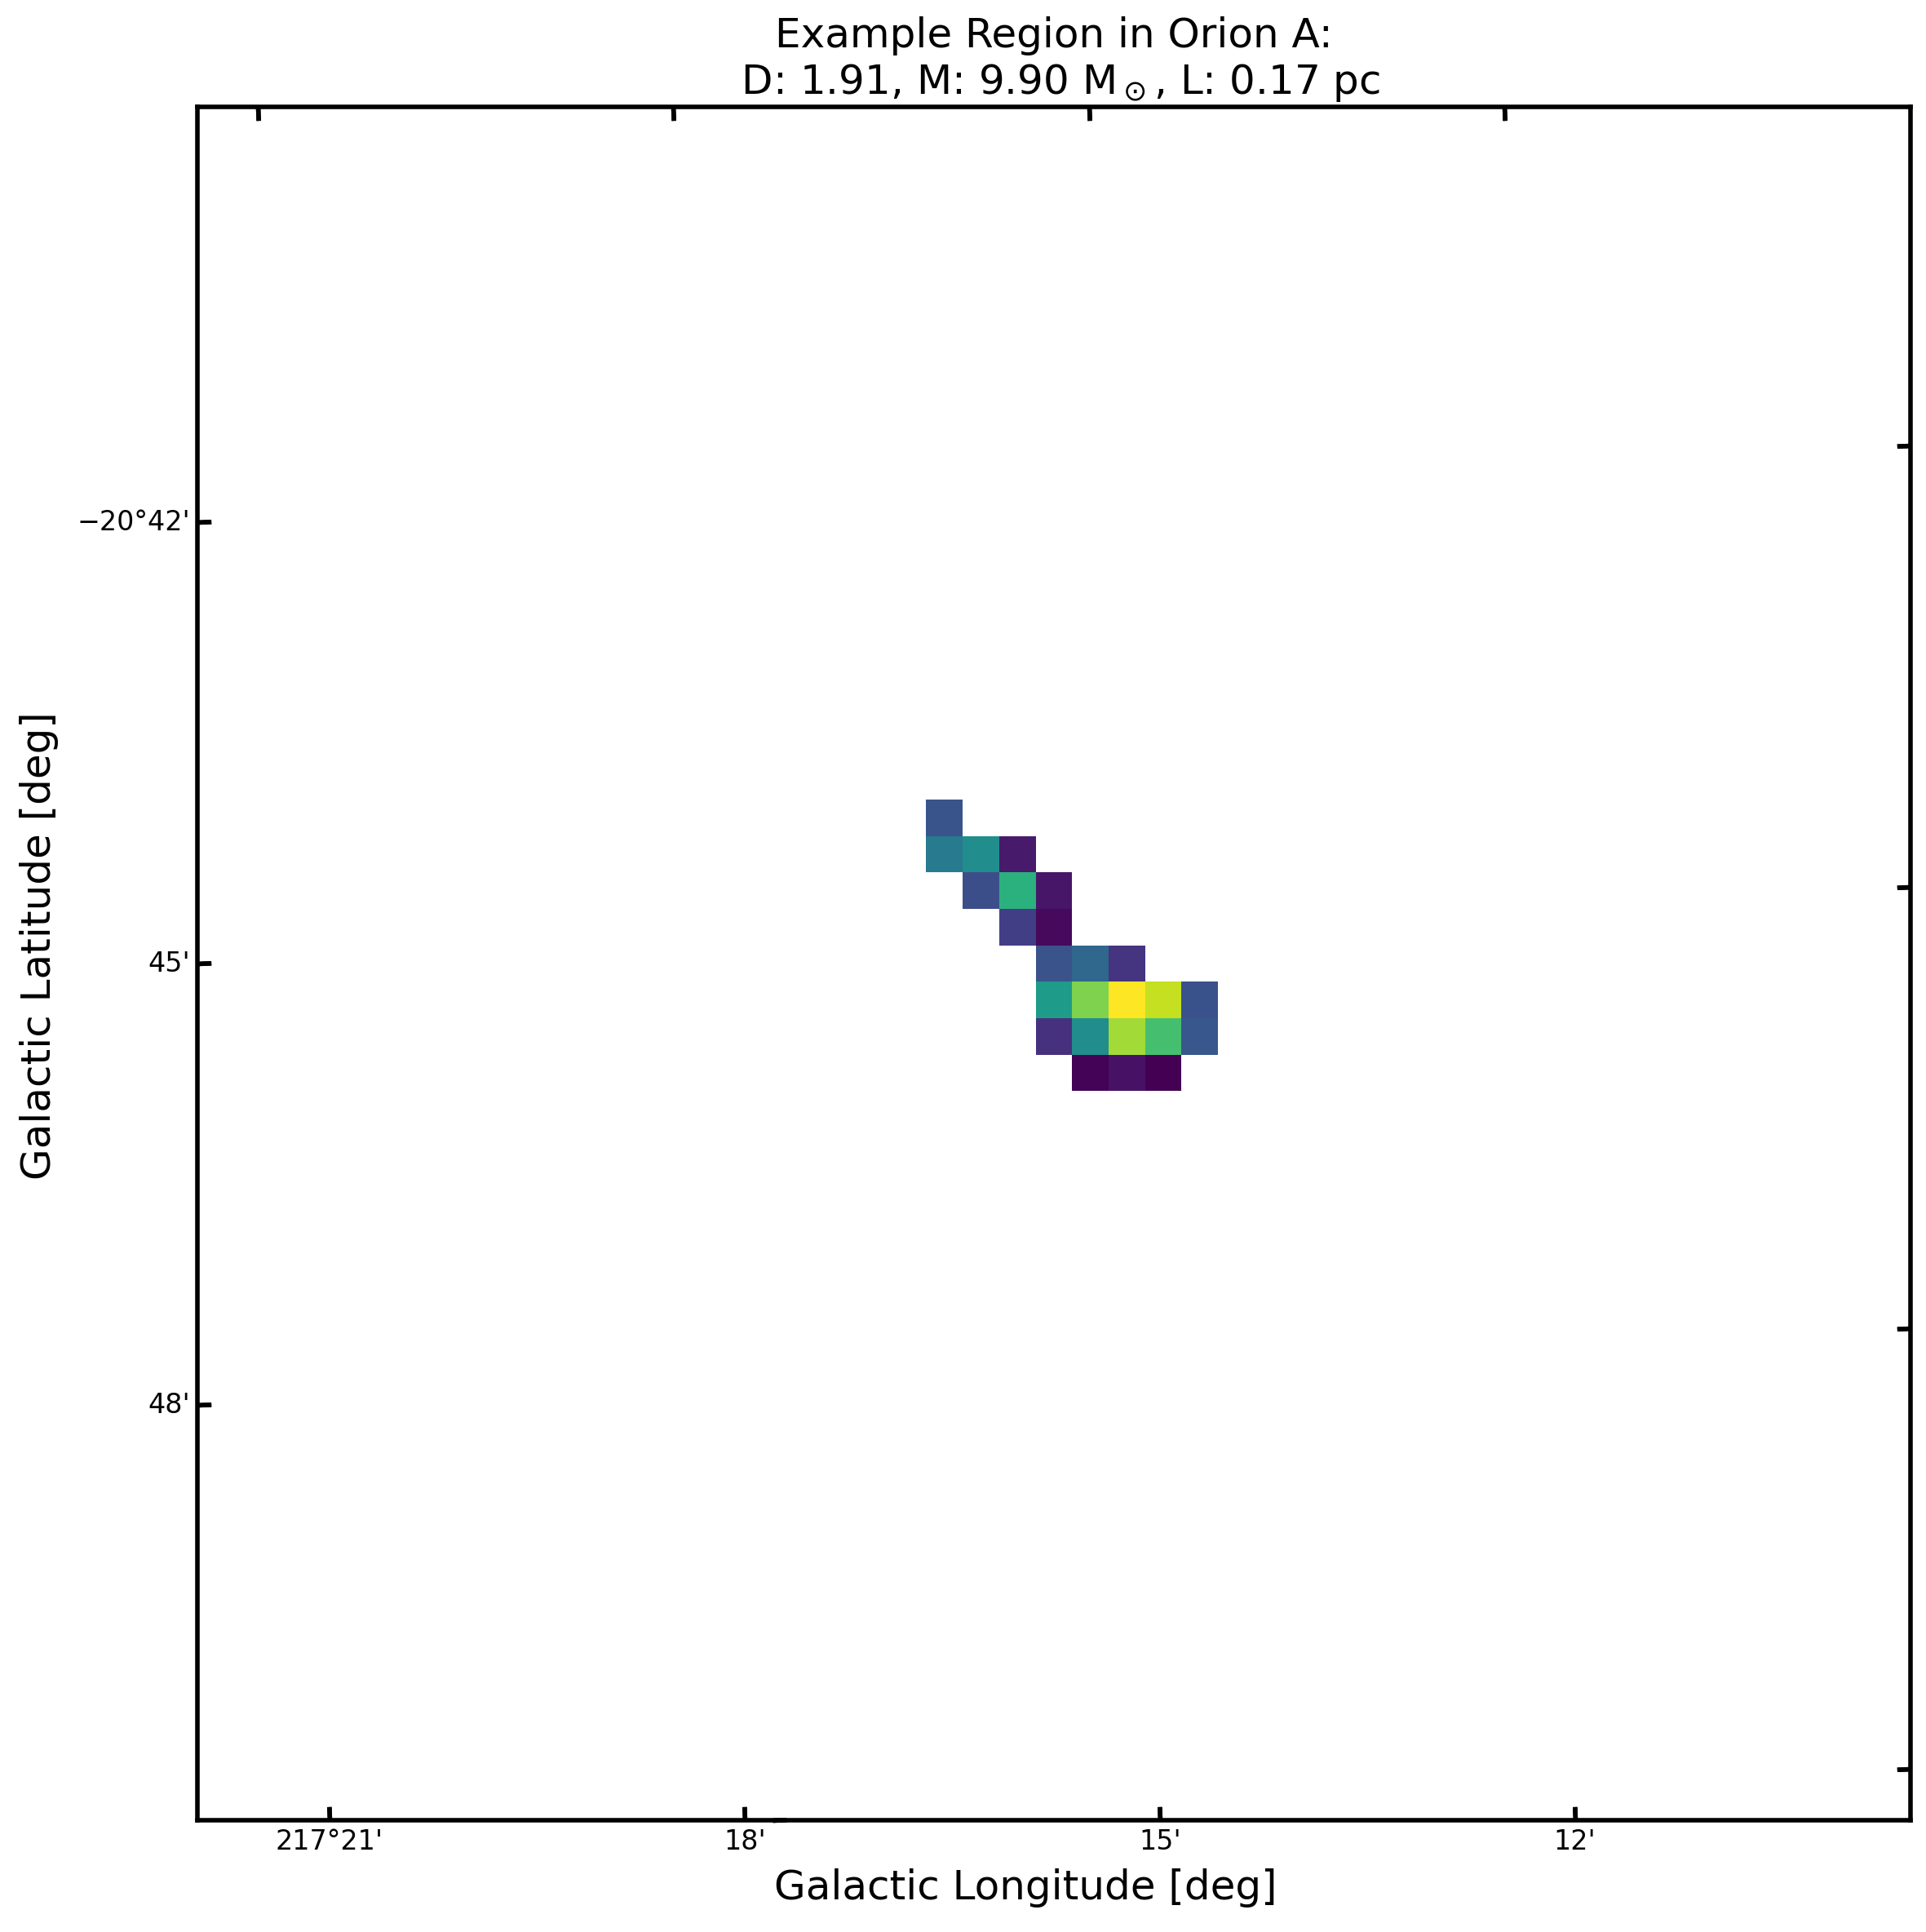 Example Region in Orion A:
D: 1.91, M: 9.90 M⊙, L: 0.17 pc
Galactic Latitude [deg]
−20°42'
45'
48'
217°21'
18'
15'
12'
Galactic Longitude [deg]